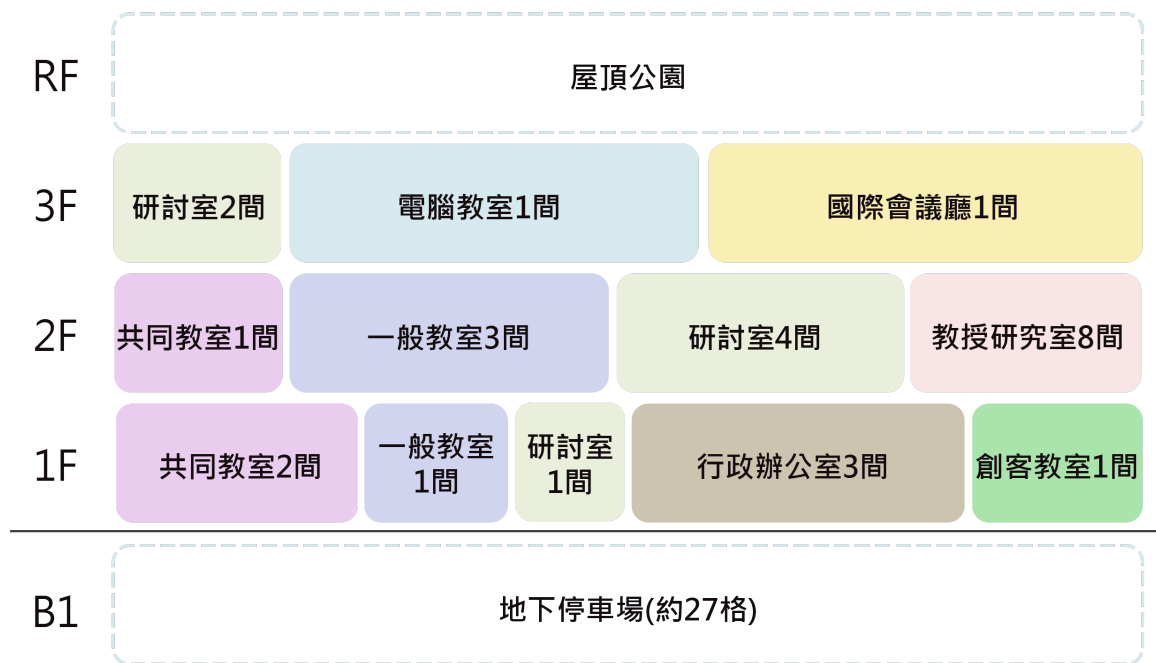 RF
屋頂公園
3F
研討室2間
電腦教室1間
國際會議廳1間
2F
共同教室1間
一般教室3間
研討室4間
教授研究室8間
1F
共同教室2間
一般教室
1間
研討室
1間
行政辦公室3間
創客教室1間
B1
地下停車場(約27格)